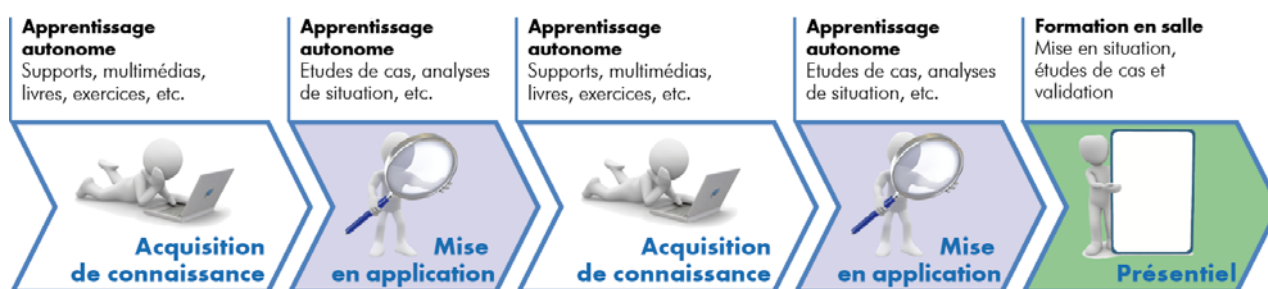 Apprentissage
autonome
Supports, multimédias,
livres, exercices, etc.
Acquisition
de connaissance
Apprentissage
autonome
Etudes de cas, analyses
de situation, etc.
Mise
en application
Apprentissage
autonome
Supports, multimédias,
livres, exercices, etc.
Acquisition
de connaissance
Apprentissage
autonome
Etudes de cas, analyses
de situation, etc.
Mise
en application
Formation en salle
Mise en situation,
études de cas et
validation
Présentiel